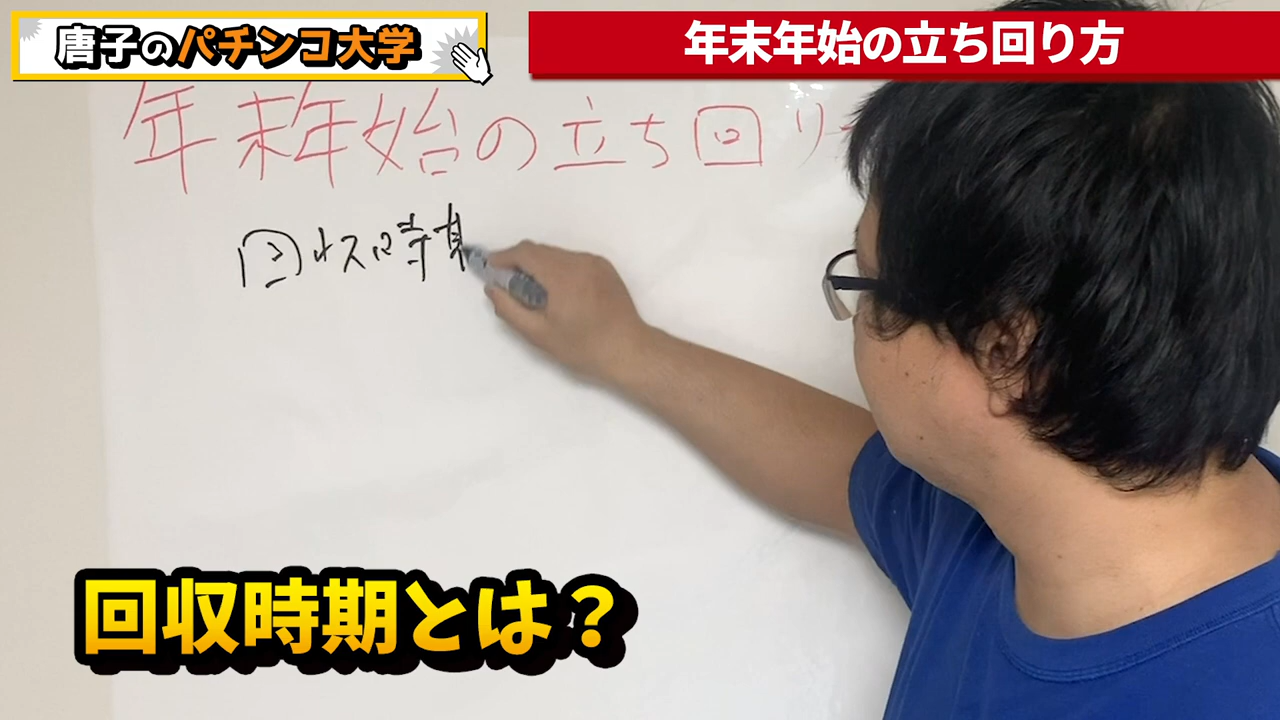 唐子のパチンコ大学
年末年始の立ち回り方
年末年始の立ち回り
回収時期
回収時期とは？